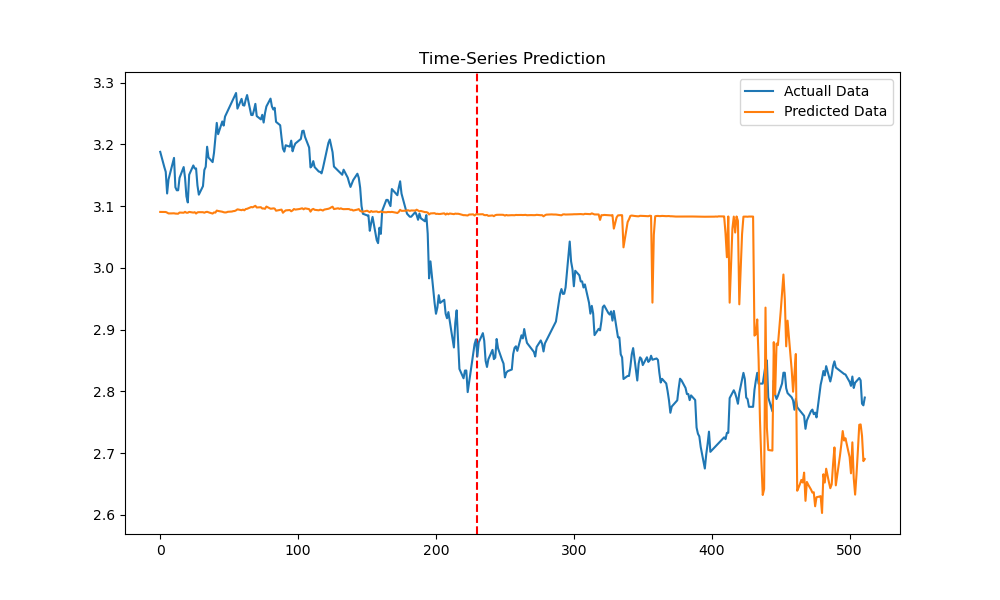 Time-Series Prediction
Actuall Data
Predicted Data
3.3
3.2
3.1
3.0
2.9
2.8
2.7
2.6
0 100 200 300 400 500